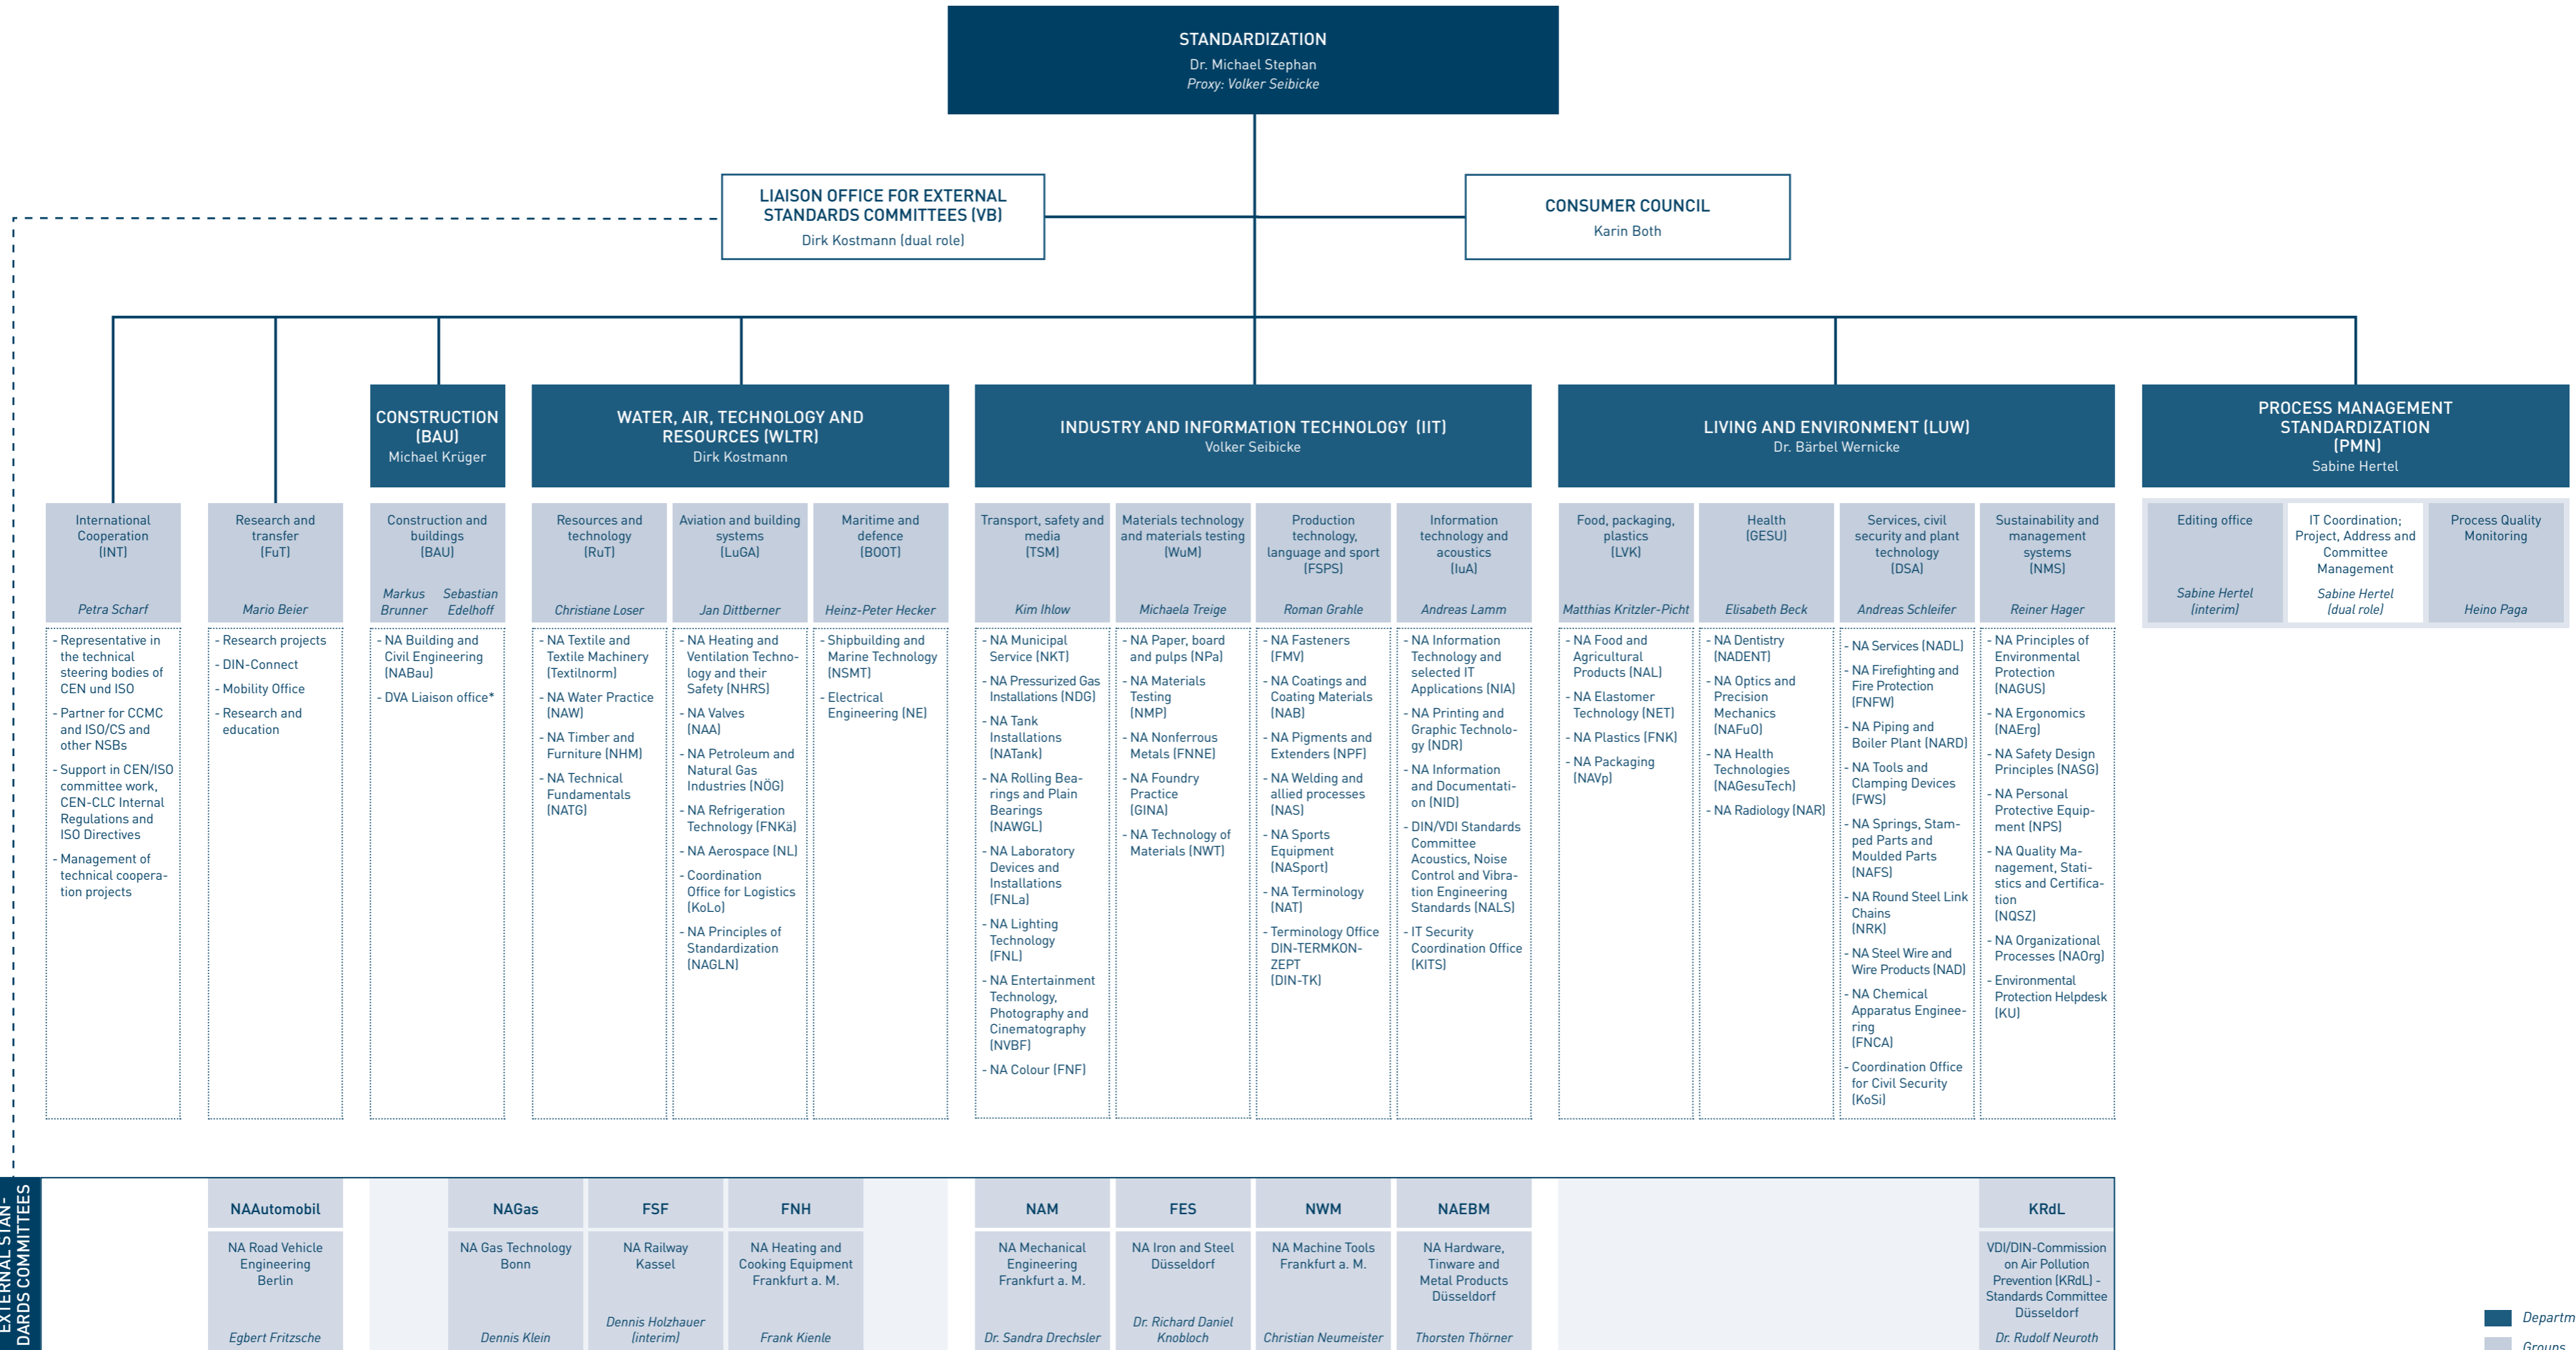 STANDARDIZATION
Dr. Michael Stephan
Proxy: Volker Seibicke
LIAISON OFFICE FOR EXTERNAL
STANDARDS COMMITTEES (VB)
Dirk Kostmann (dual role)
CONSUMER COUNCIL
Karin Both
CONSTRUCTION
(BAU)
Michael Krüger
WATER, AIR, TECHNOLOGY AND
RESOURCES (WLTR)
Dirk Kostmann
INDUSTRY AND INFORMATION TECHNOLOGY (IIT)
Volker Seibicke
LIVING AND ENVIRONMENT (LUW)
Dr. Bärbel Wernicke
PROCESS MANAGEMENT
STANDARDIZATION
(PMN)
Sabine Hertel
International
Cooperation
(INT)
Petra Scharf
- Representative in
the technical
steering bodies of
CEN und ISO
- Partner for CCMC
and ISO/CS and
other NSBs
- Support in CEN/ISO
committee work,
CEN-CLC Internal
Regulations and
ISO Directives
- Management of
technical coopera-
tion projects
Research and
transfer
(FuT)
Mario Beier
- Research projects
- DIN-Connect
- Mobility Office
- Research and
education
Construction and
buildings
(BAU)
Markus
Brunner
Sebastian
Edelhoff
- NA Building and
Civil Engineering
(NABau)
- DVA Liaison office*
Resources and
technology
(RuT)
Christiane Loser
- NA Textile and
Textile Machinery
(Textilnorm)
- NA Water Practice
(NAW)
- NA Timber and
Furniture (NHM)
- NA Technical
Fundamentals
(NATG)
Aviation and building
systems
(LuGA)
Jan Dittberner
- NA Heating and
Ventilation Techno-
logy and their
Safety (NHRS)
- NA Valves
(NAA)
- NA Petroleum and
Natural Gas
Industries (NÖG)
- NA Refrigeration
Technology (FNKä)
- NA Aerospace (NL)
- Coordination
Office for Logistics
(KoLo)
- NA Principles of
Standardization
(NAGLN)
Maritime and
defence
(BOOT)
Heinz-Peter Hecker
- Shipbuilding and
Marine Technology
(NSMT)
- Electrical
Engineering (NE)
Transport, safety and
media
(TSM)
Kim Ihlow
- NA Municipal
Service (NKT)
- NA Pressurized Gas
Installations (NDG)
- NA Tank
Installations
(NATank)
- NA Rolling Bea-
rings and Plain
Bearings
(NAWGL)
- NA Laboratory
Devices and
Installations
(FNLa)
- NA Lighting
Technology
(FNL)
- NA Entertainment
Technology,
Photography and
Cinematography
(NVBF)
- NA Colour (FNF)
Materials technology
and materials testing
(WuM)
Michaela Treige
- NA Paper, board
and pulps (NPa)
- NA Materials
Testing
(NMP)
- NA Nonferrous
Metals (FNNE)
- NA Foundry
Practice
(GINA)
- NA Technology of
Materials (NWT)
Production
technology,
language and sport
(FSPS)
Roman Grahle
- NA Fasteners
(FMV)
- NA Coatings and
Coating Materials
(NAB)
- NA Pigments and
Extenders (NPF)
- NA Welding and
allied processes
(NAS)
- NA Sports
Equipment
(NASport)
- NA Terminology
(NAT)
- Terminology Office
DIN-TERMKON-
ZEPT
(DIN-TK)
Information
technology and
acoustics
(IuA)
Andreas Lamm
- NA Information
Technology and
selected IT
Applications (NIA)
- NA Printing and
Graphic Technolo-
gy (NDR)
- NA Information
and Documentati-
on (NID)
- DIN/VDI Standards
Committee
Acoustics, Noise
Control and Vibra-
tion Engineering
Standards (NALS)
- IT Security
Coordination Office
(KITS)
Food, packaging,
plastics
(LVK)
Matthias Kritzler-Picht
- NA Food and
Agricultural
Products (NAL)
- NA Elastomer
Technology (NET)
- NA Plastics (FNK)
- NA Packaging
(NAVp)
Health
(GESU)
Elisabeth Beck
- NA Dentistry
(NADENT)
- NA Optics and
Precision
Mechanics
(NAFuO)
- NA Health
Technologies
(NAGesuTech)
- NA Radiology (NAR)
Services, civil
security and plant
technology
(DSA)
Andreas Schleifer
- NA Services (NADL)
- NA Firefighting and
Fire Protection
(FNFW)
- NA Piping and
Boiler Plant (NARD)
- NA Tools and
Clamping Devices
(FWS)
- NA Springs, Stam-
ped Parts and
Moulded Parts
(NAFS)
- NA Round Steel Link
Chains
(NRK)
- NA Steel Wire and
Wire Products (NAD)
- NA Chemical
Apparatus Enginee-
ring
(FNCA)
- Coordination Office
for Civil Security
(KoSi)
Sustainability and
management
systems
(NMS)
Reiner Hager
- NA Principles of
Environmental
Protection
(NAGUS)
- NA Ergonomics
(NAErg)
- NA Safety Design
Principles (NASG)
- NA Personal
Protective Equip-
ment (NPS)
- NA Quality Ma-
nagement, Stati-
stics and Certifica-
tion
(NQSZ)
- NA Organizational
Processes (NAOrg)
- Environmental
Protection Helpdesk
(KU)
Editing office
Sabine Hertel
(interim)
IT Coordination;
Project, Address and
Committee
Management
Sabine Hertel
(dual role)
Process Quality
Monitoring
Heino Paga
EXTERNAL STAN-
DARDS COMMITTEES
NAAutomobil
NA Road Vehicle
Engineering
Berlin
Egbert Fritzsche
NAGas
NA Gas Technology
Bonn
Dennis Klein
FSF
NA Railway
Kassel
Dennis Holzhauer
(interim)
FNH
NA Heating and
Cooking Equipment
Frankfurt a. M.
Frank Kienle
NAM
NA Mechanical
Engineering
Frankfurt a. M.
Dr. Sandra Drechsler
FES
NA Iron and Steel
Düsseldorf
Dr. Richard Daniel
Knobloch
NWM
NA Machine Tools
Frankfurt a. M.
Christian Neumeister
NAEBM
NA Hardware,
Tinware and
Metal Products
Düsseldorf
Thorsten Thörner
KRdL
VDI/DIN-Commission
on Air Pollution
Prevention (KRdL) -
Standards Committee
Düsseldorf
Dr. Rudolf Neuroth
Departm
Groups